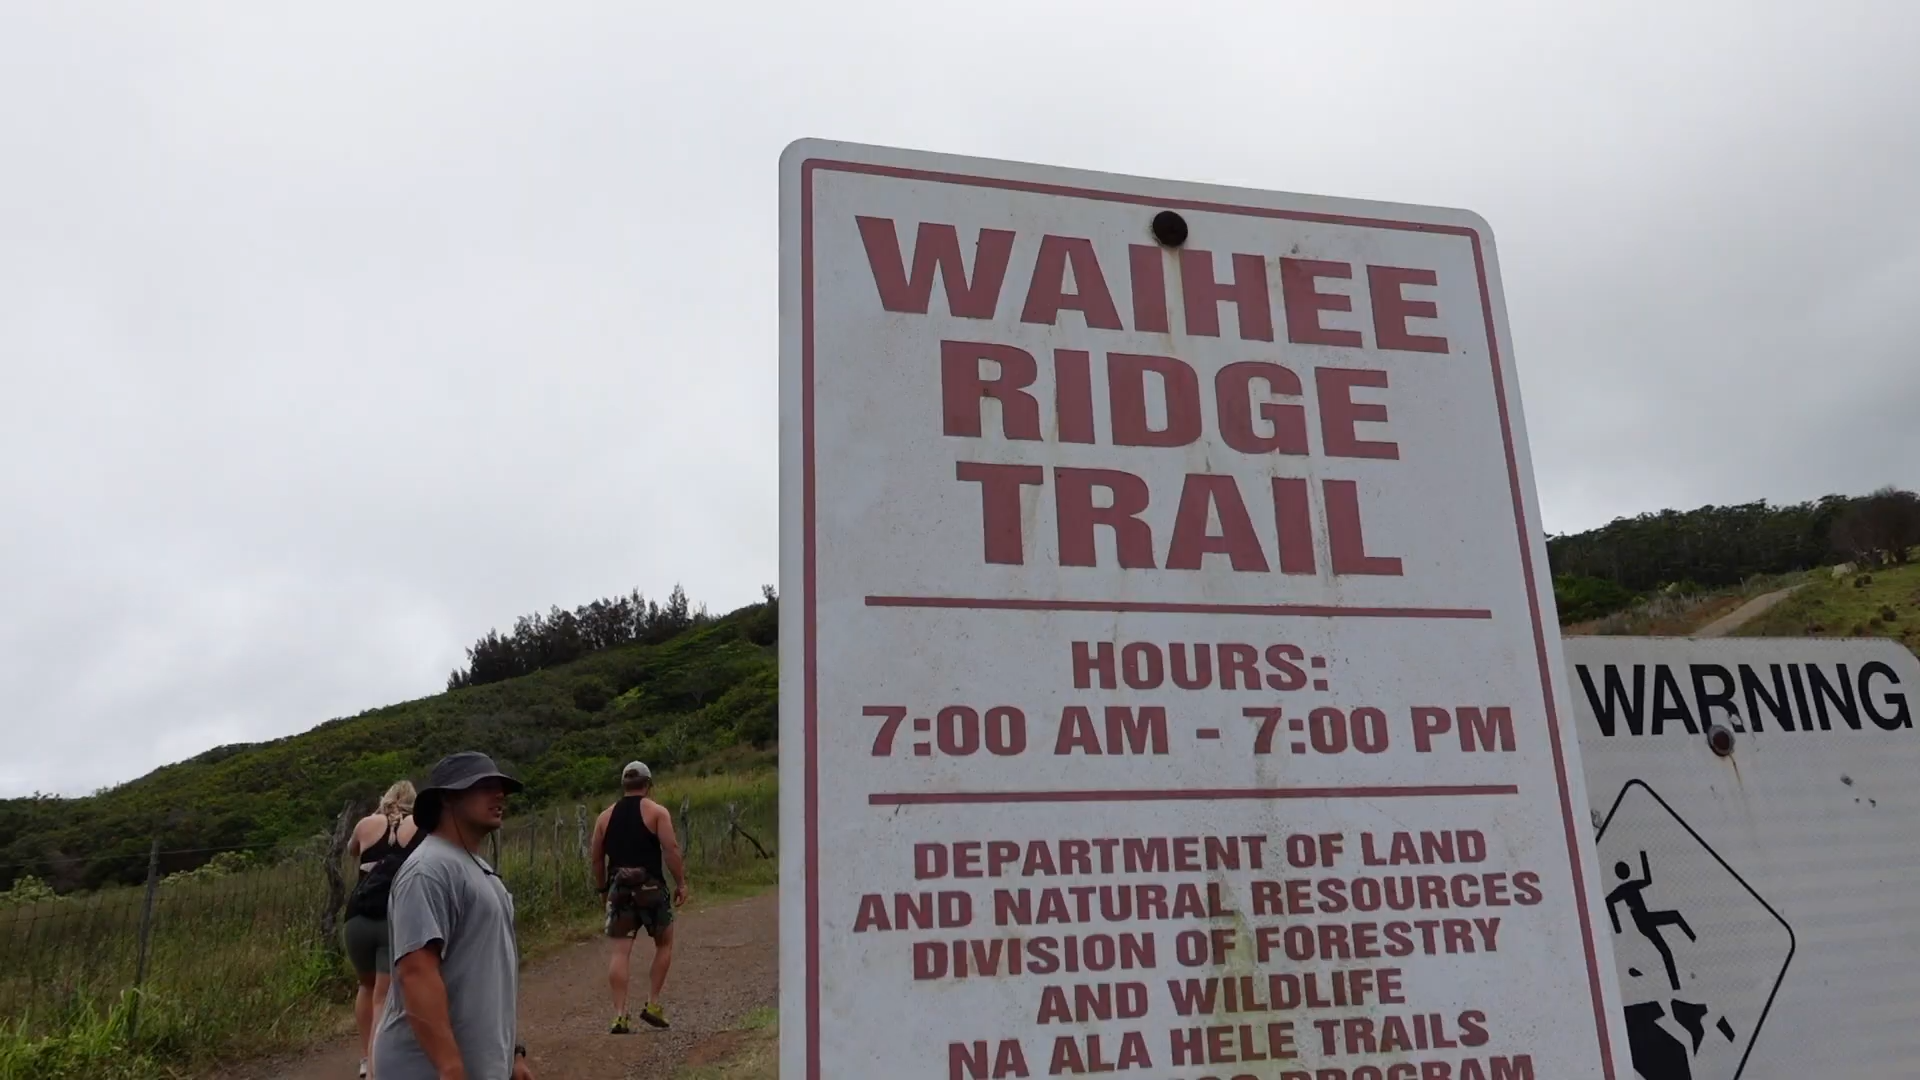 WAIHEE
RIDGE
TRAIL
HOURS:
7:00 AM - 7:00 PM
DEPARTMENT OF LAND
AND NATURAL RESOURCES
DIVISION OF FORESTRY
AND WILDLIFE
NA ALA HELE TRAILS
PROGRAM
WARNING